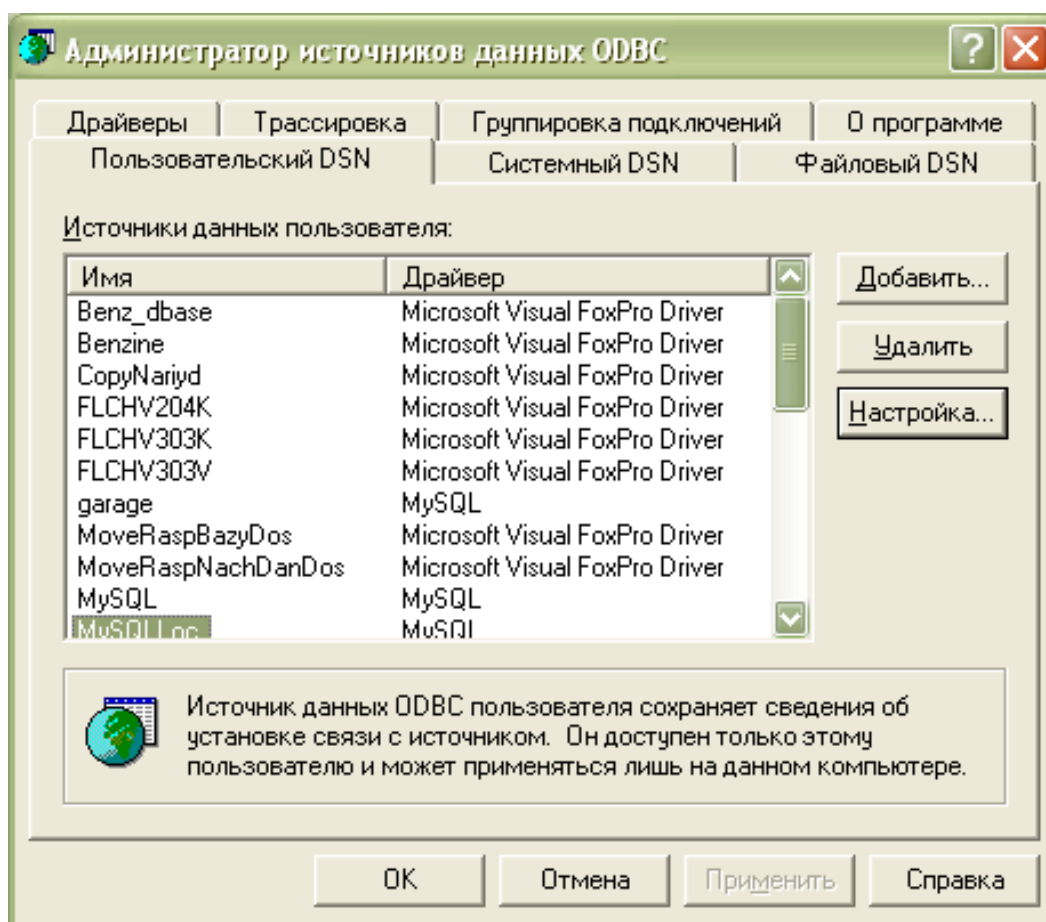 Администратор источников данных ODBC
Драйверы Трассировка Группировка подключений О программе
Пользовательский DSN Системный DSN Файловый DSN
Источники данных пользователя:
Имя Драйвер
Добавить...
Benz_dbase Microsoft Visual FoxPro Driver
Benzine Microsoft Visual FoxPro Driver
Удалить
CopyNariyd Microsoft Visual FoxPro Driver
FLCHV204K Microsoft Visual FoxPro Driver
Настройка...
FLCHV303K Microsoft Visual FoxPro Driver
FLCHV303V Microsoft Visual FoxPro Driver
garage MySQL
MoveRaspBazyDos Microsoft Visual FoxPro Driver
MoveRaspNachDanDos Microsoft Visual FoxPro Driver
MySQL MySQL
MySQLLoc MySQL
Источник данных ODBC пользователя сохраняет сведения об
установке связи с источником. Он доступен только этому
пользователю и может применяться лишь на данном компьютере.
OK Отмена Применить Справка